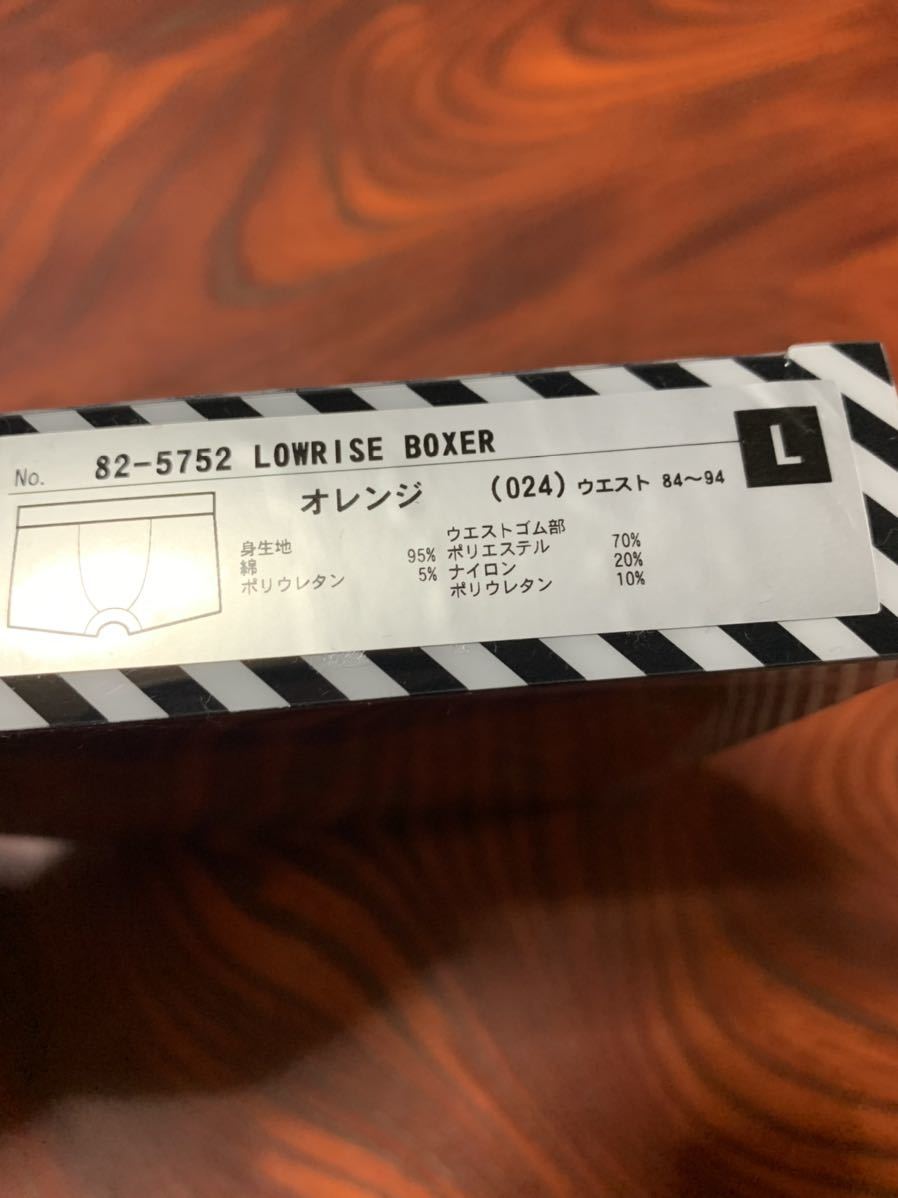 No. 82-5752 LOWRISE BOXER L
オレンジ (024) ウエスト 84〜94
身生地
綿 95%
ポリウレタン 5%
ウエストゴム部
ポリエステル 70%
ナイロン 20%
ポリウレタン 10%